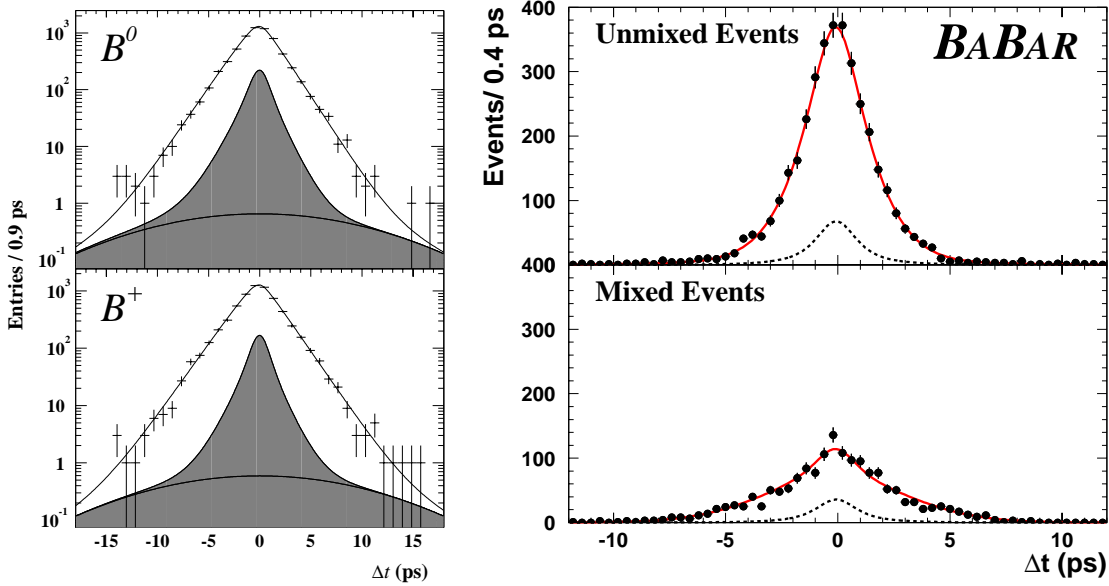 B⁰
10³
10²
10
1
10⁻¹
B⁺
10³
10²
10
1
10⁻¹
-15 -10 -5 0 5 10 15
Δt (ps)
Entries / 0.9 ps
Unmixed Events
BABAR
400
300
200
100
Events/ 0.4 ps
Mixed Events
400
300
200
100
0
-10 -5 0 5 10
Δt (ps)